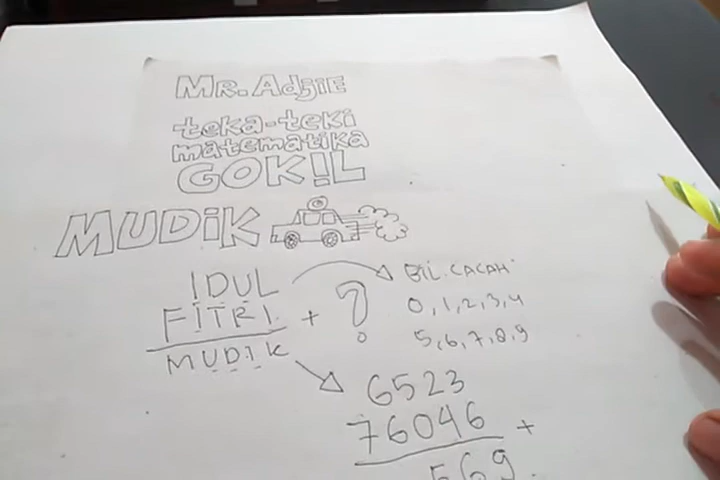 MR. ADjiE
teka-teki
matematika
GOK!L
MUDiK
IDUL
FITRI +
MUDIK
?
BIL. CACAH
0, 1, 2, 3, 4
5, 6, 7, 8, 9
6523
76046 +
569